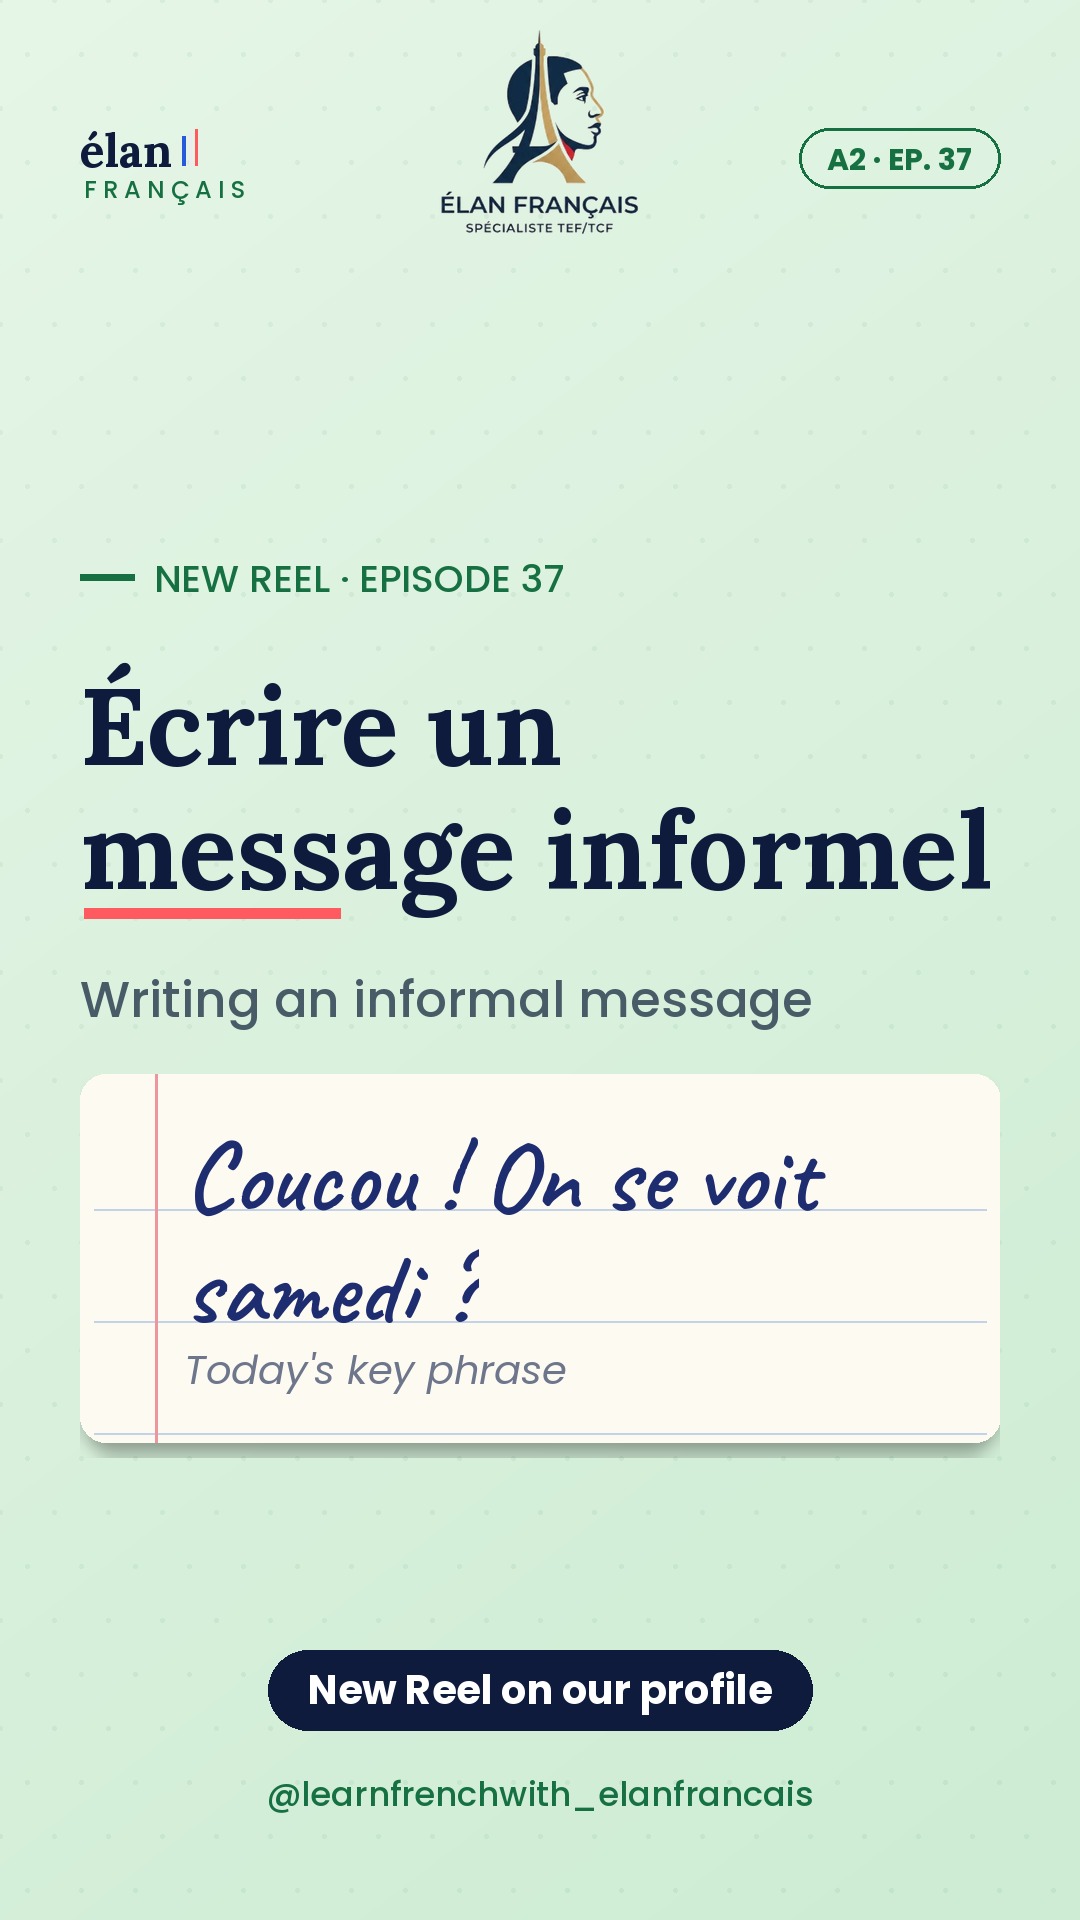 élan
FRANÇAIS
ÉLAN FRANÇAIS
SPÉCIALISTE TEF/TCF
A2 · EP. 37
NEW REEL · EPISODE 37
Écrire un
message informel
Writing an informal message
Coucou ! On se voit
samedi ?
Today's key phrase
New Reel on our profile
@learnfrenchwith_elanfrancais